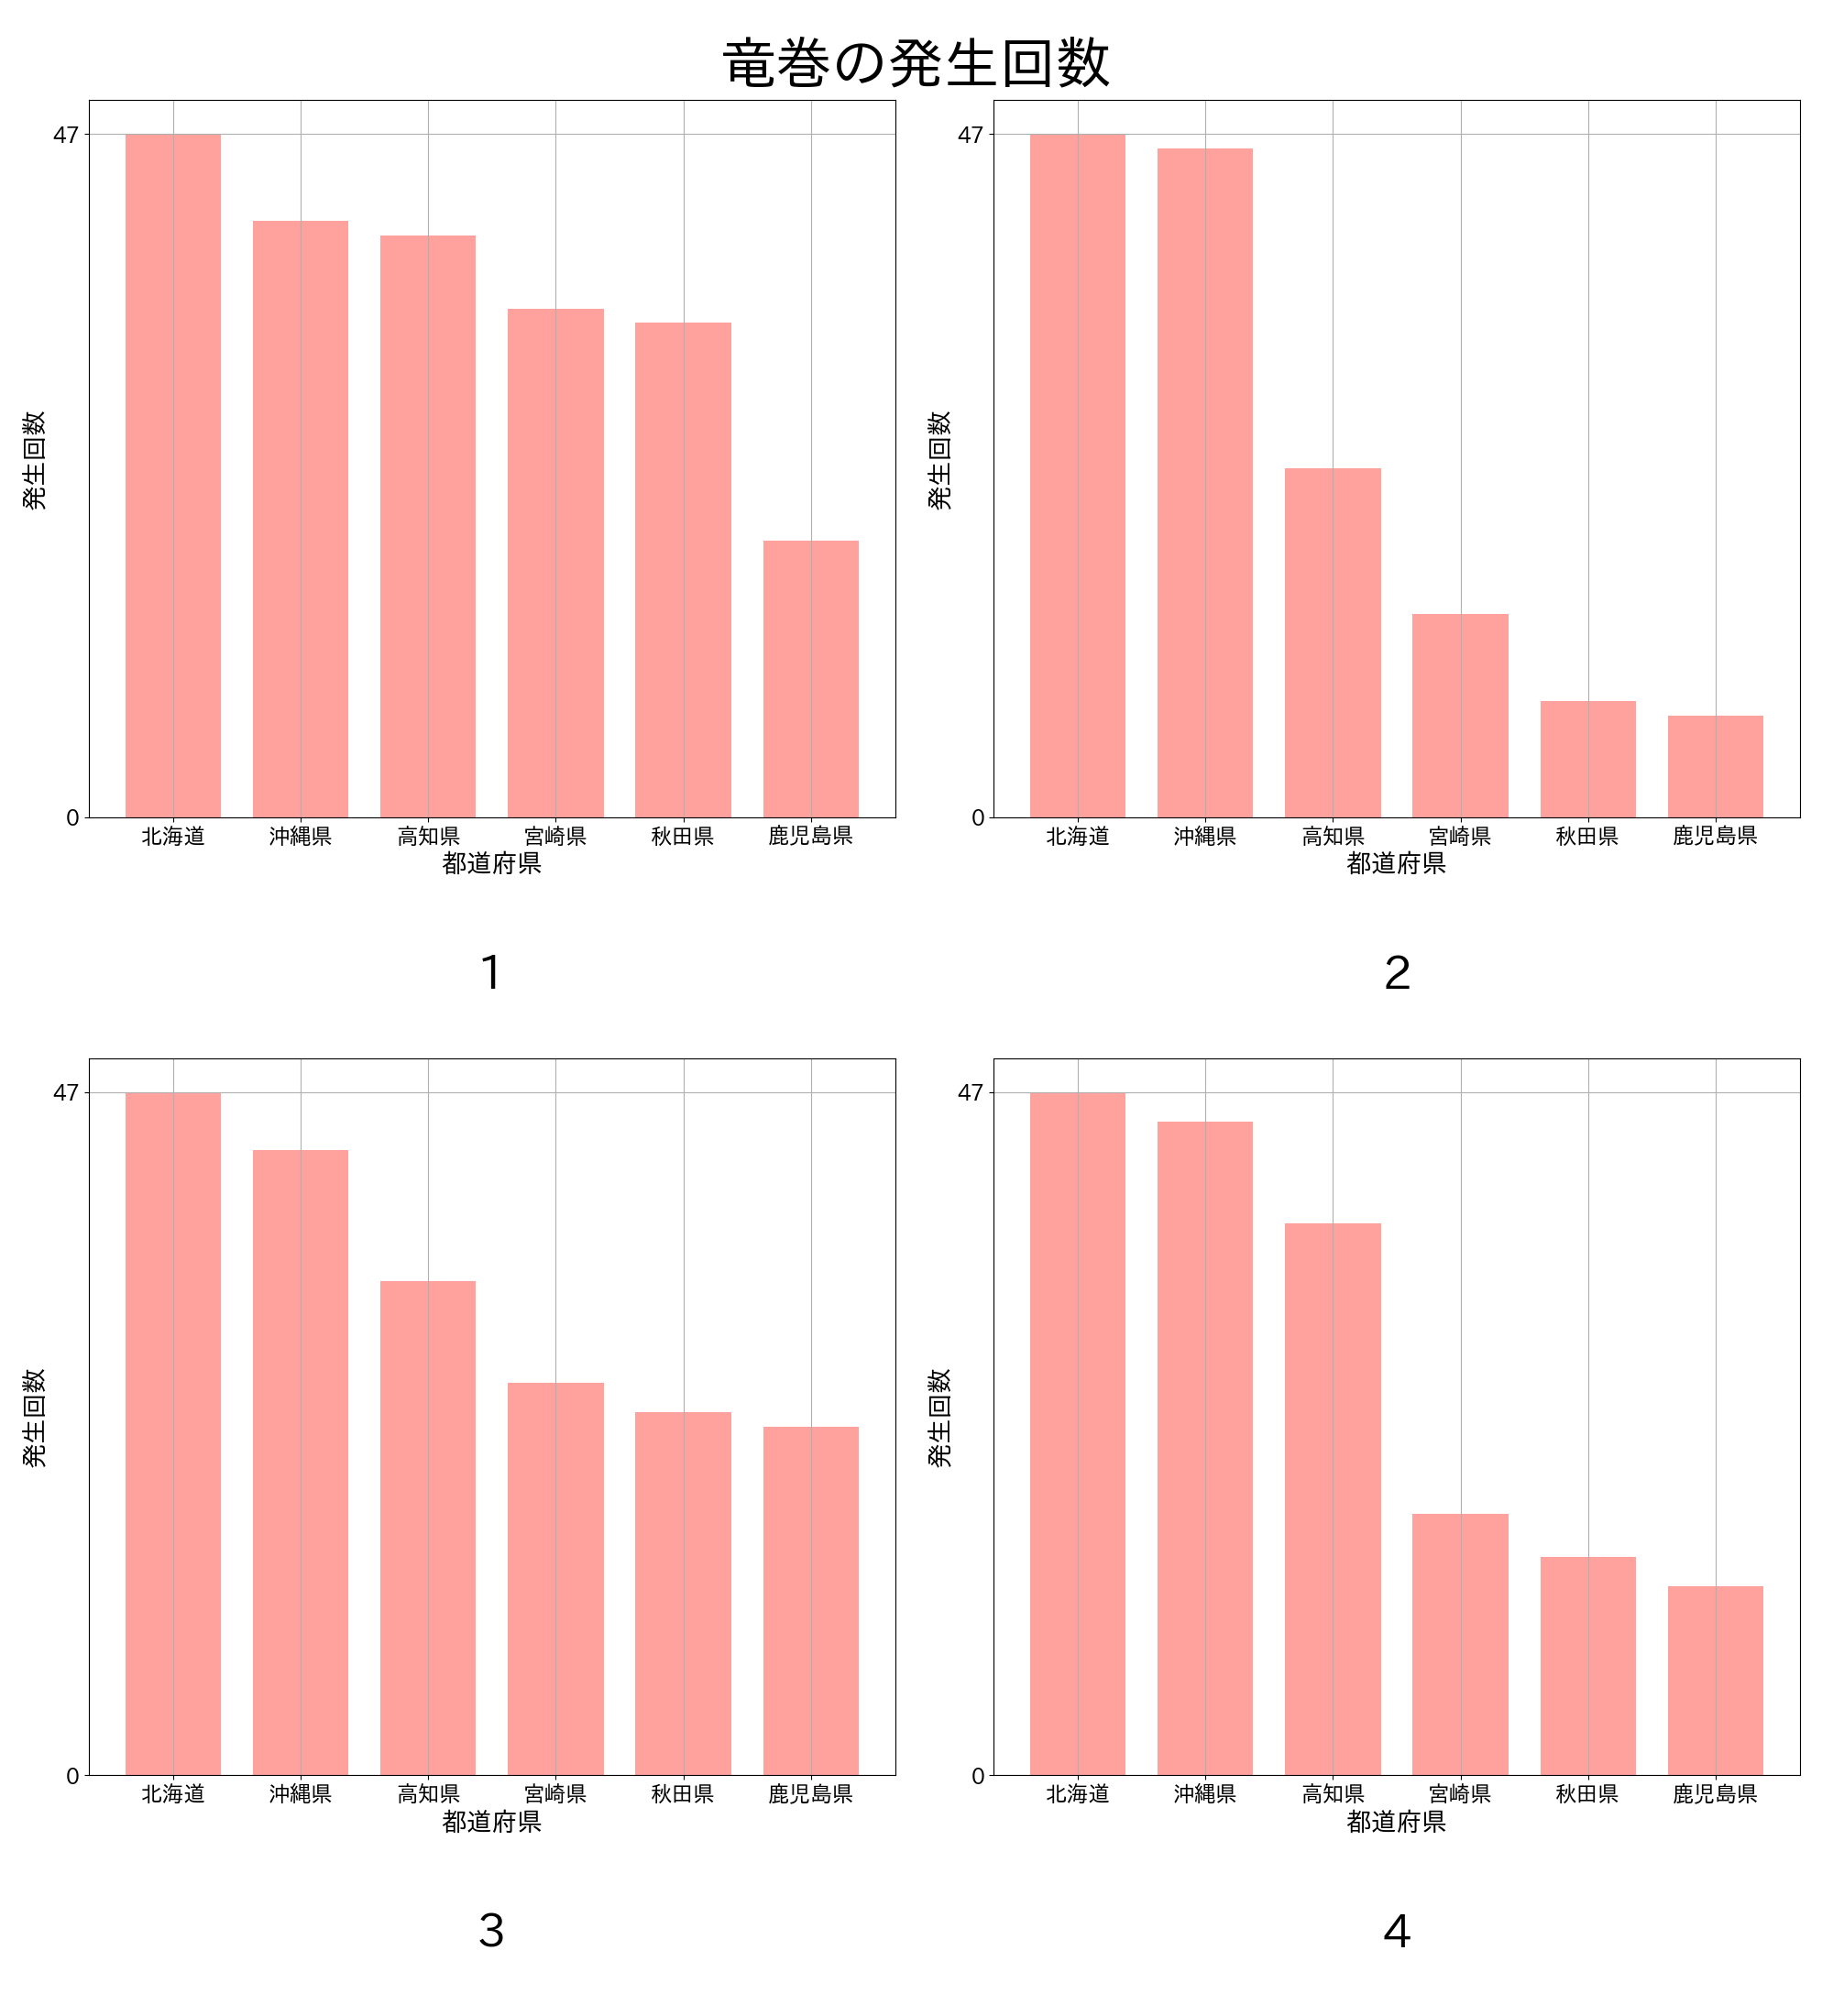 竜巻の発生回数
47
0
発生回数
北海道 沖縄県 高知県 宮崎県 秋田県 鹿児島県
都道府県
1
47
0
発生回数
北海道 沖縄県 高知県 宮崎県 秋田県 鹿児島県
都道府県
2
47
0
発生回数
北海道 沖縄県 高知県 宮崎県 秋田県 鹿児島県
都道府県
3
47
0
発生回数
北海道 沖縄県 高知県 宮崎県 秋田県 鹿児島県
都道府県
4